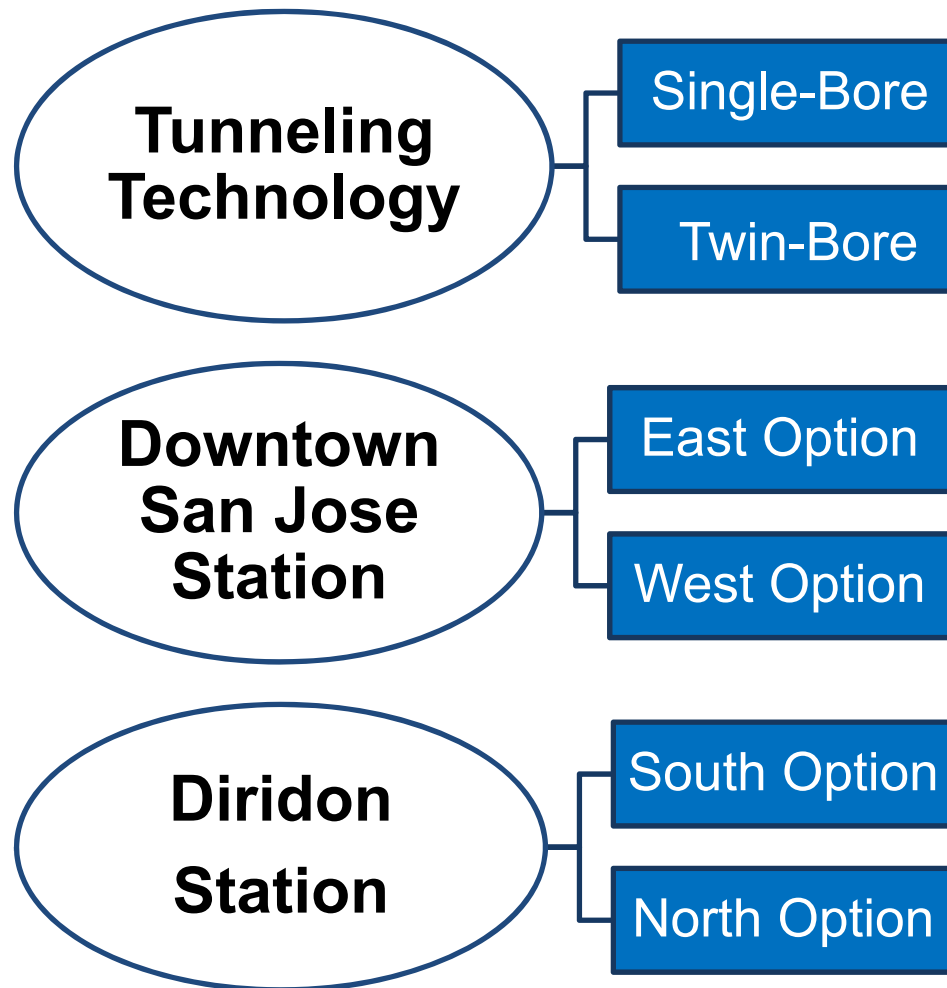 Tunneling
Technology
Single-Bore
Twin-Bore
Downtown
San Jose
Station
East Option
West Option
Diridon
Station
South Option
North Option